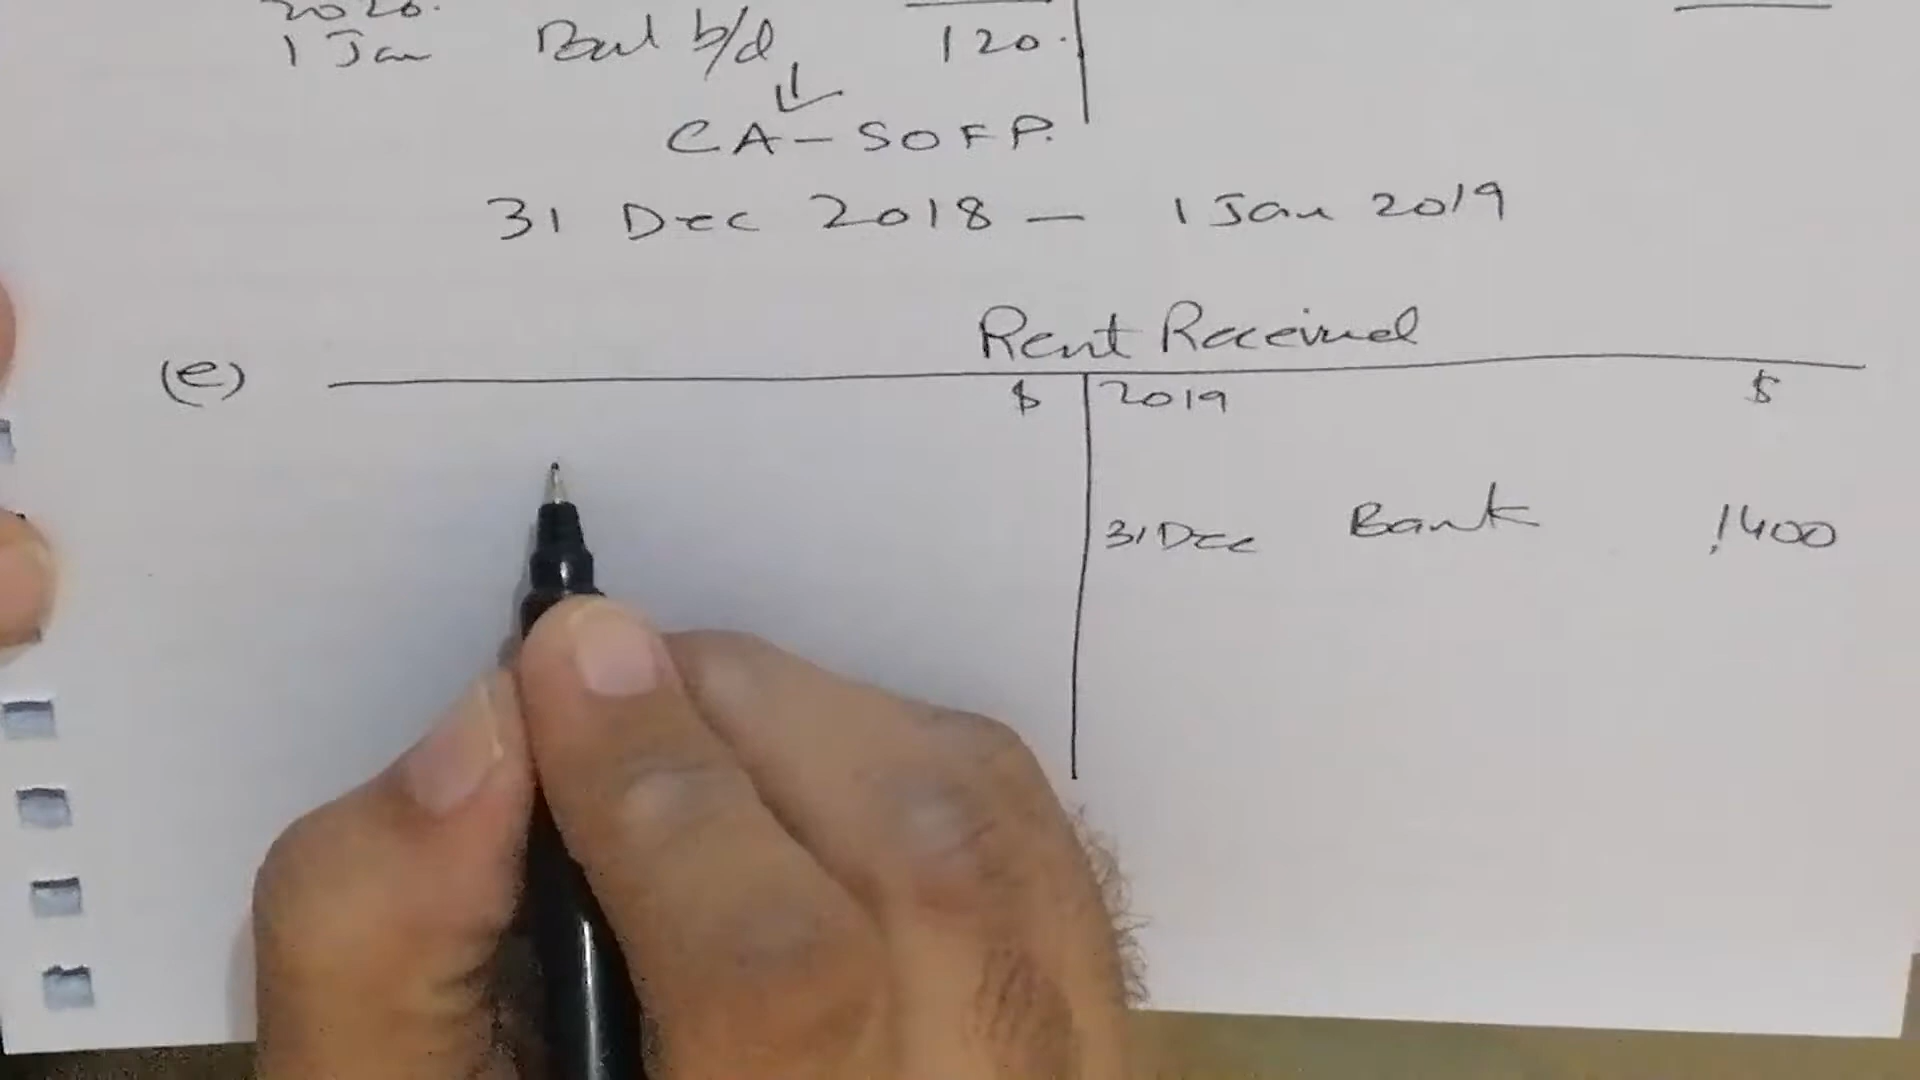 2020.
1 Jan Bal b/d 120.
CA - SOFP.
31 Dec 2018 - 1 Jan 2019
Rent Received
(e)
$ 2019 $
31 Dec Bank 1400